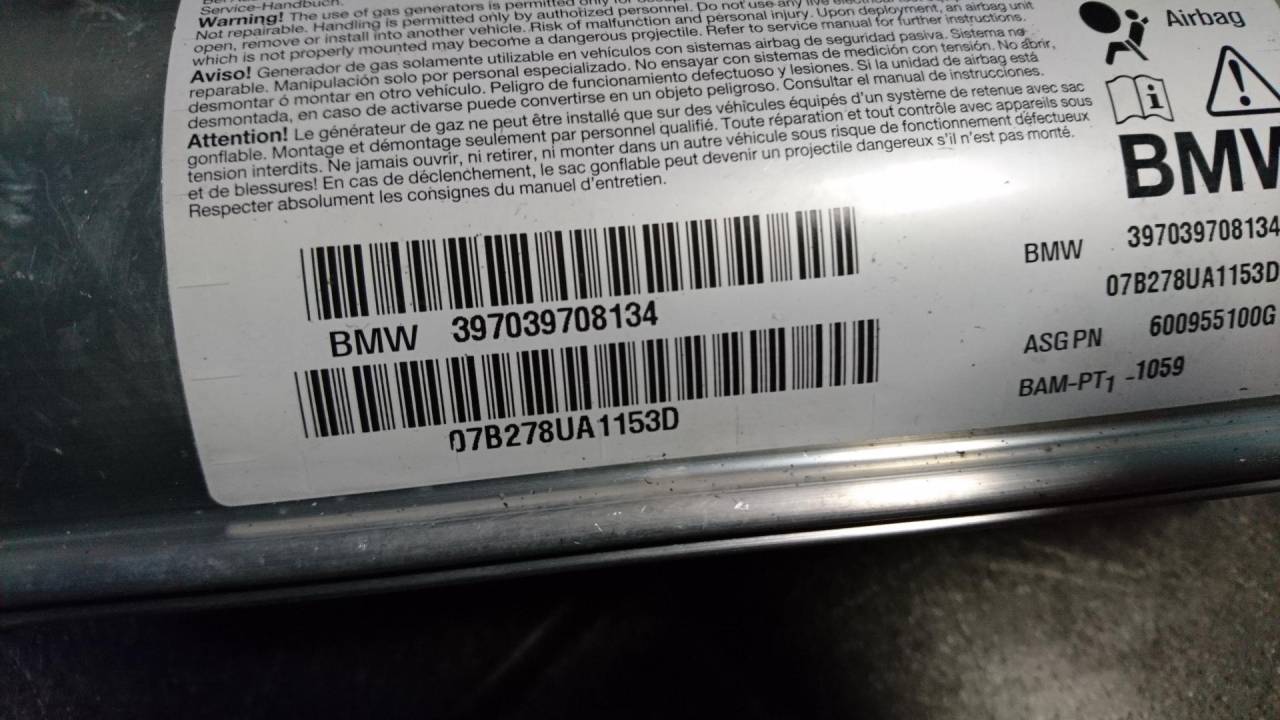 Service-Handbuch.
Warning! The use of gas generators is permitted only for
Not repairable. Handling is permitted only by authorized personnel. Do not use any live
open, remove or install into another vehicle. Risk of malfunction and personal injury. Upon deployment, an airbag unit
which is not properly mounted may become a dangerous projectile. Refer to service manual for further instructions.
Aviso! Generador de gas solamente utilizable en vehículos con sistemas airbag de seguridad pasiva. Sistema no
reparable. Manipulación solo por personal especializado. No ensayar con sistemas de medición con tensión. No abrir,
desmontar ó montar en otro vehículo. Peligro de funcionamiento defectuoso y lesiones. Si la unidad de airbag está
desmontada, en caso de activarse puede convertirse en un objeto peligroso. Consultar el manual de instrucciones.
Attention! Le générateur de gaz ne peut être installé que sur des véhicules équipés d'un système de retenue avec sac
gonflable. Montage et démontage seulement par personnel qualifié. Toute réparation et tout contrôle avec appareils sous
tension interdits. Ne jamais ouvrir, ni retirer, ni monter dans un autre véhicule sous risque de fonctionnement défectueux
et de blessures! En cas de déclenchement, le sac gonflable peut devenir un projectile dangereux s'il n'est pas monté.
Respecter absolument les consignes du manuel d'entretien.
Airbag
i
BMW
BMW 397039708134
07B278UA1153D
BMW 397039708134
07B278UA1153D
ASG PN 600955100G
BAM-PT1 -1059